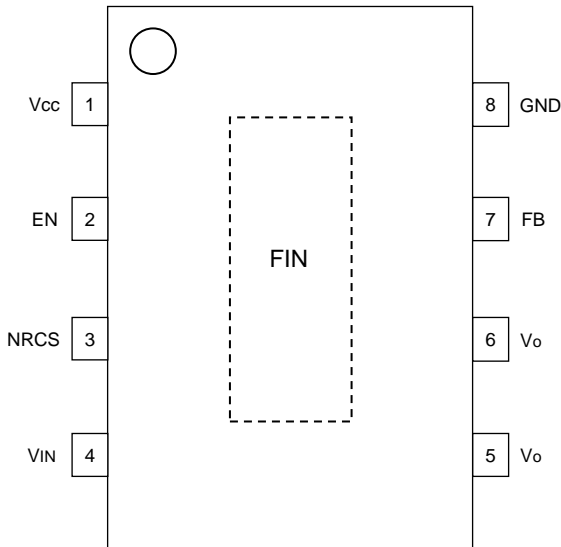 Vcc 1 8 GND
EN 2 7 FB
FIN
NRCS 3 6 Vo
VIN 4 5 Vo